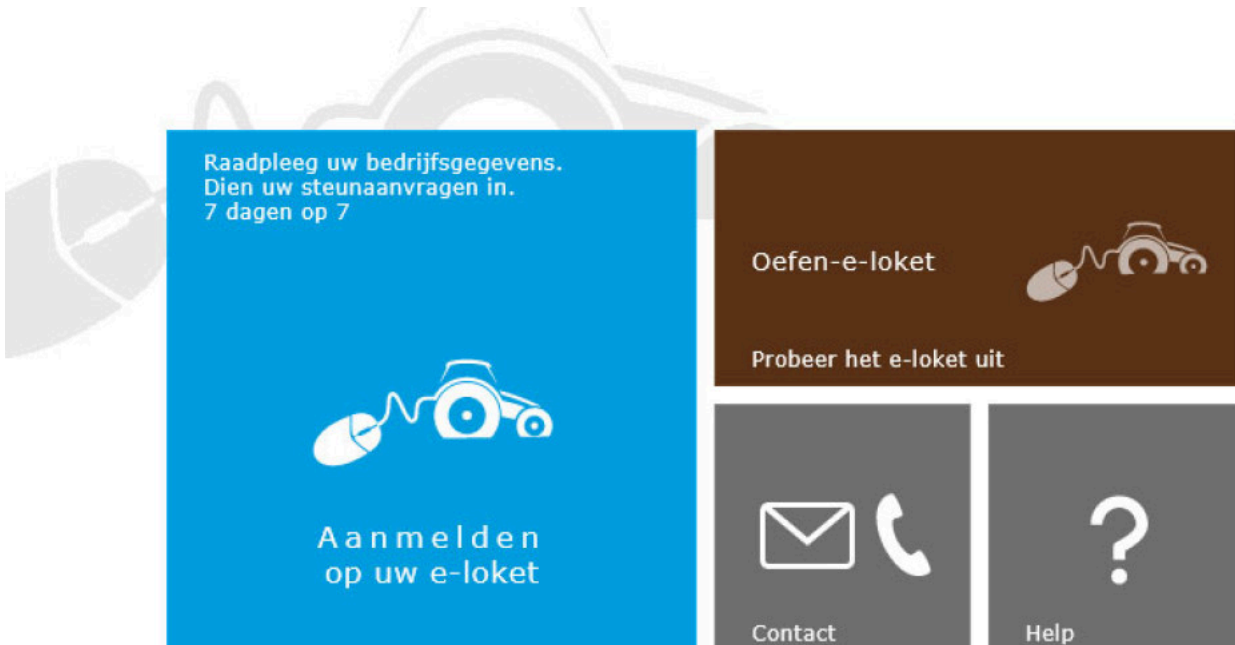 Raadpleeg uw bedrijfsgegevens.
Dien uw steunaanvragen in.
7 dagen op 7
Aanmelden
op uw e-loket
Oefen-e-loket
Probeer het e-loket uit
Contact
Help